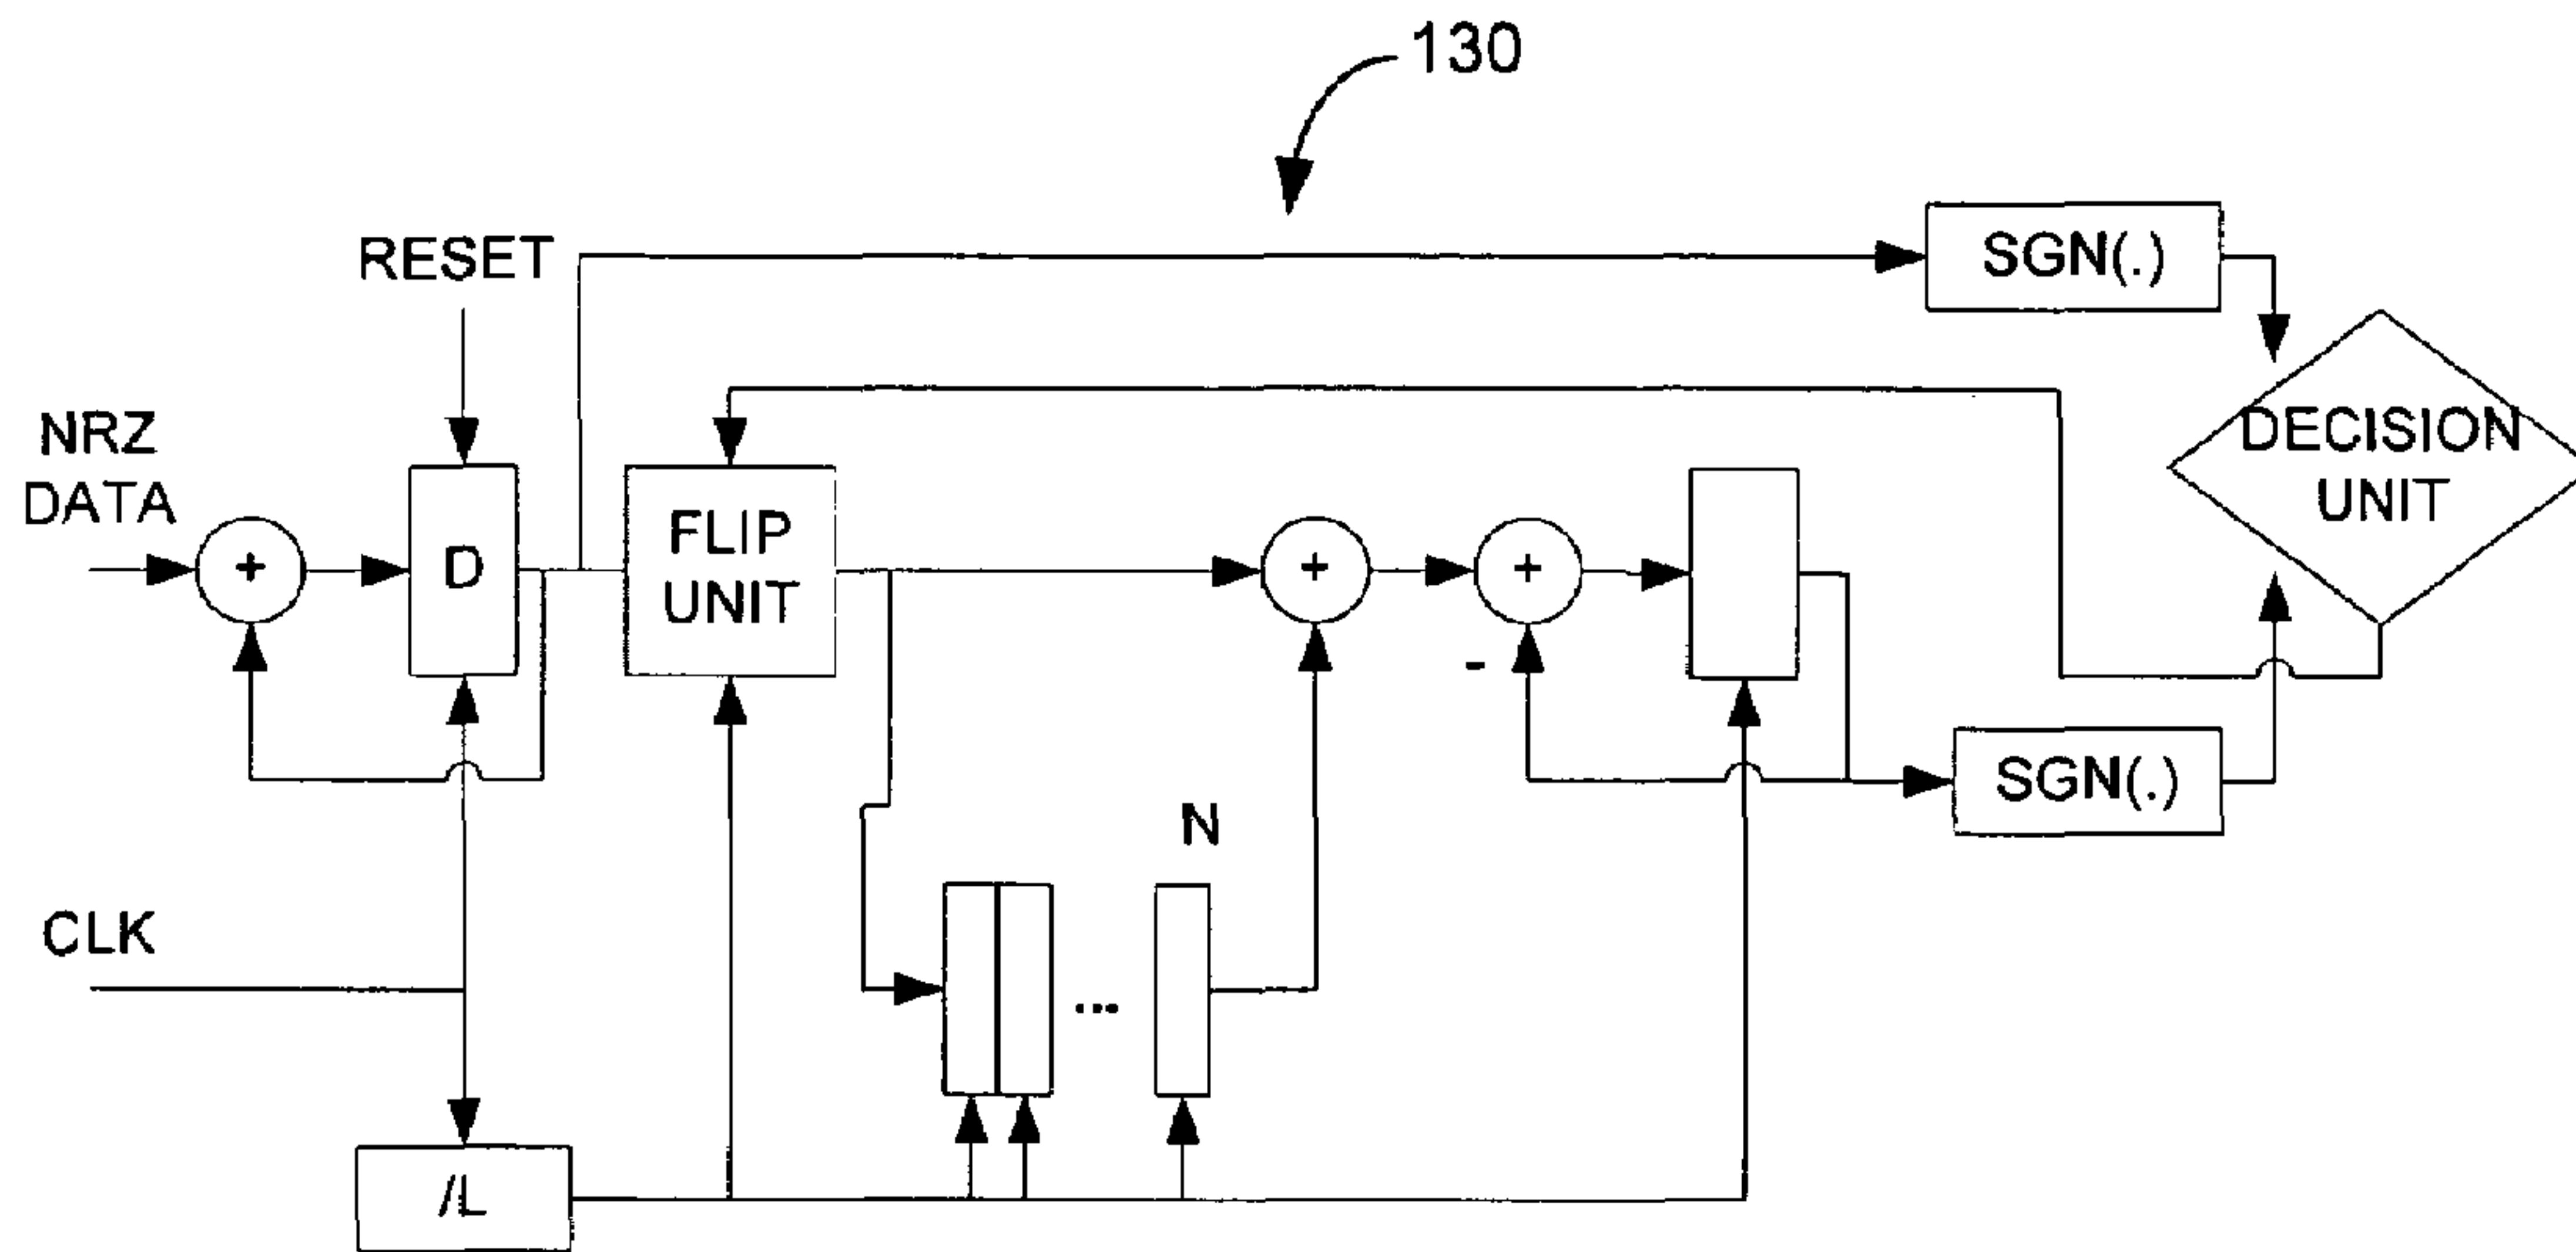 130
RESET
SGN(.)
NRZ
DATA
+
D
FLIP
UNIT
+
+
-
DECISION
UNIT
SGN(.)
N
CLK
...
/L